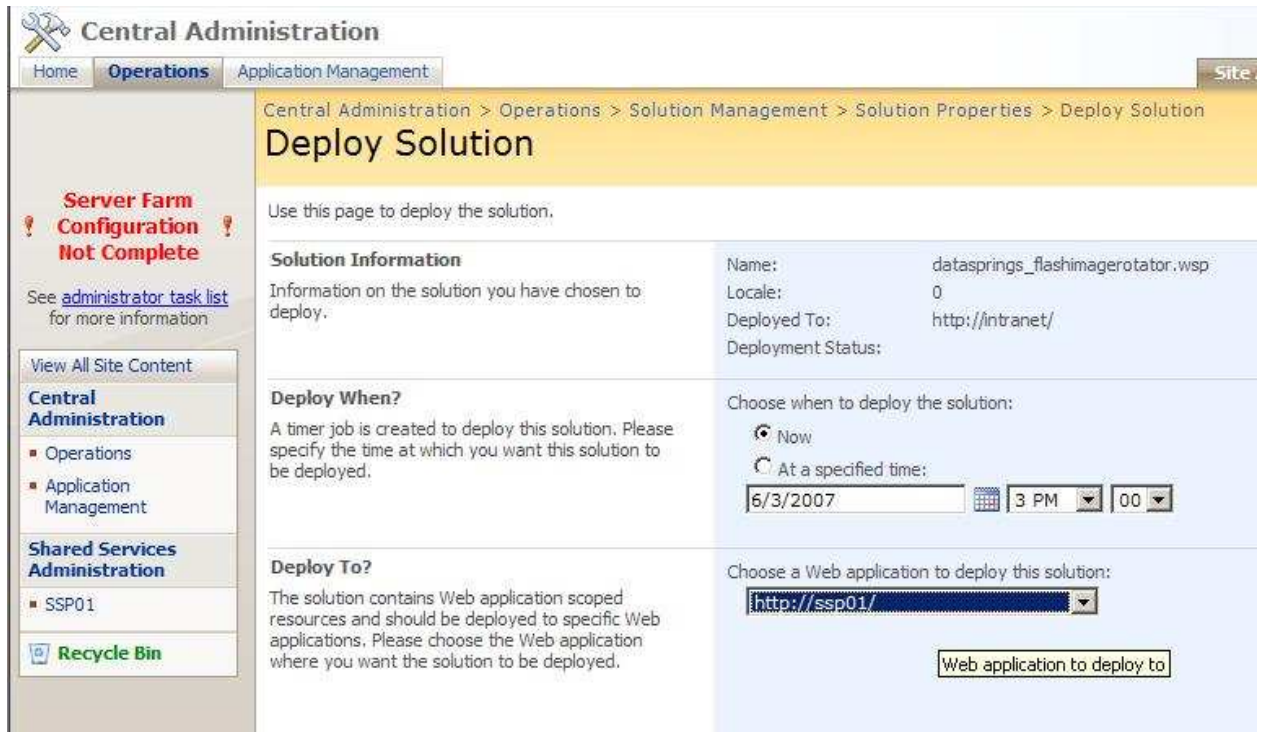 Central Administration
Home Operations Application Management
Site
Central Administration > Operations > Solution Management > Solution Properties > Deploy Solution
Deploy Solution
Server Farm
Configuration
Not Complete
See administrator task list
for more information
View All Site Content
Central
Administration
Operations
Application
Management
Shared Services
Administration
SSP01
Recycle Bin
Use this page to deploy the solution.
Solution Information
Information on the solution you have chosen to
deploy.
Name: datasprings_flashimagerotator.wsp
Locale: 0
Deployed To: http://intranet/
Deployment Status:
Deploy When?
A timer job is created to deploy this solution. Please
specify the time at which you want this solution to
be deployed.
Choose when to deploy the solution:
Now
At a specified time:
6/3/2007 3 PM 00
Deploy To?
The solution contains Web application scoped
resources and should be deployed to specific Web
applications. Please choose the Web application
where you want the solution to be deployed.
Choose a Web application to deploy this solution:
http://ssp01/
Web application to deploy to